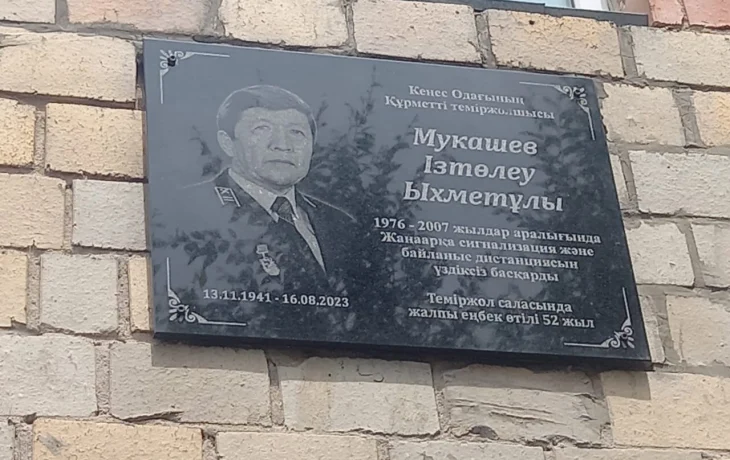 Кеңес Одағының
Құрметті теміржолшысы
Мукашев
Ізтөлеу
Ыхметұлы
1976 - 2007 жылдар аралығында
Жаңаарқа сигнализация және
байланыс дистанциясын
үздіксіз басқарды
13.11.1941 - 16.08.2023
Теміржол саласында
жалпы еңбек өтілі 52 жыл